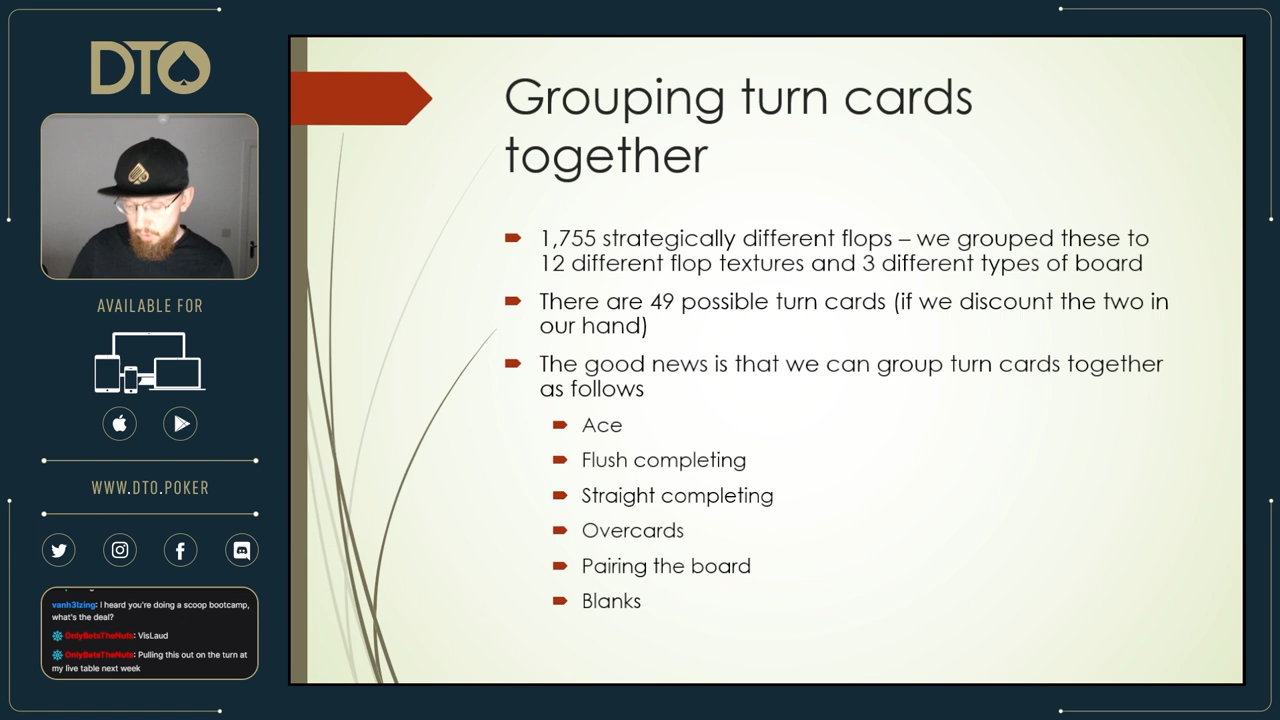 DTO
AVAILABLE FOR
WWW.DTO.POKER
vanh3lzing: I heard you're doing a scoop bootcamp,
what's the deal?
OnlyBetsTheNuts: VisLaud
OnlyBetsTheNuts: Pulling this out on the turn at
my live table next week
Grouping turn cards
together
1,755 strategically different flops – we grouped these to
12 different flop textures and 3 different types of board
There are 49 possible turn cards (if we discount the two in
our hand)
The good news is that we can group turn cards together
as follows
Ace
Flush completing
Straight completing
Overcards
Pairing the board
Blanks